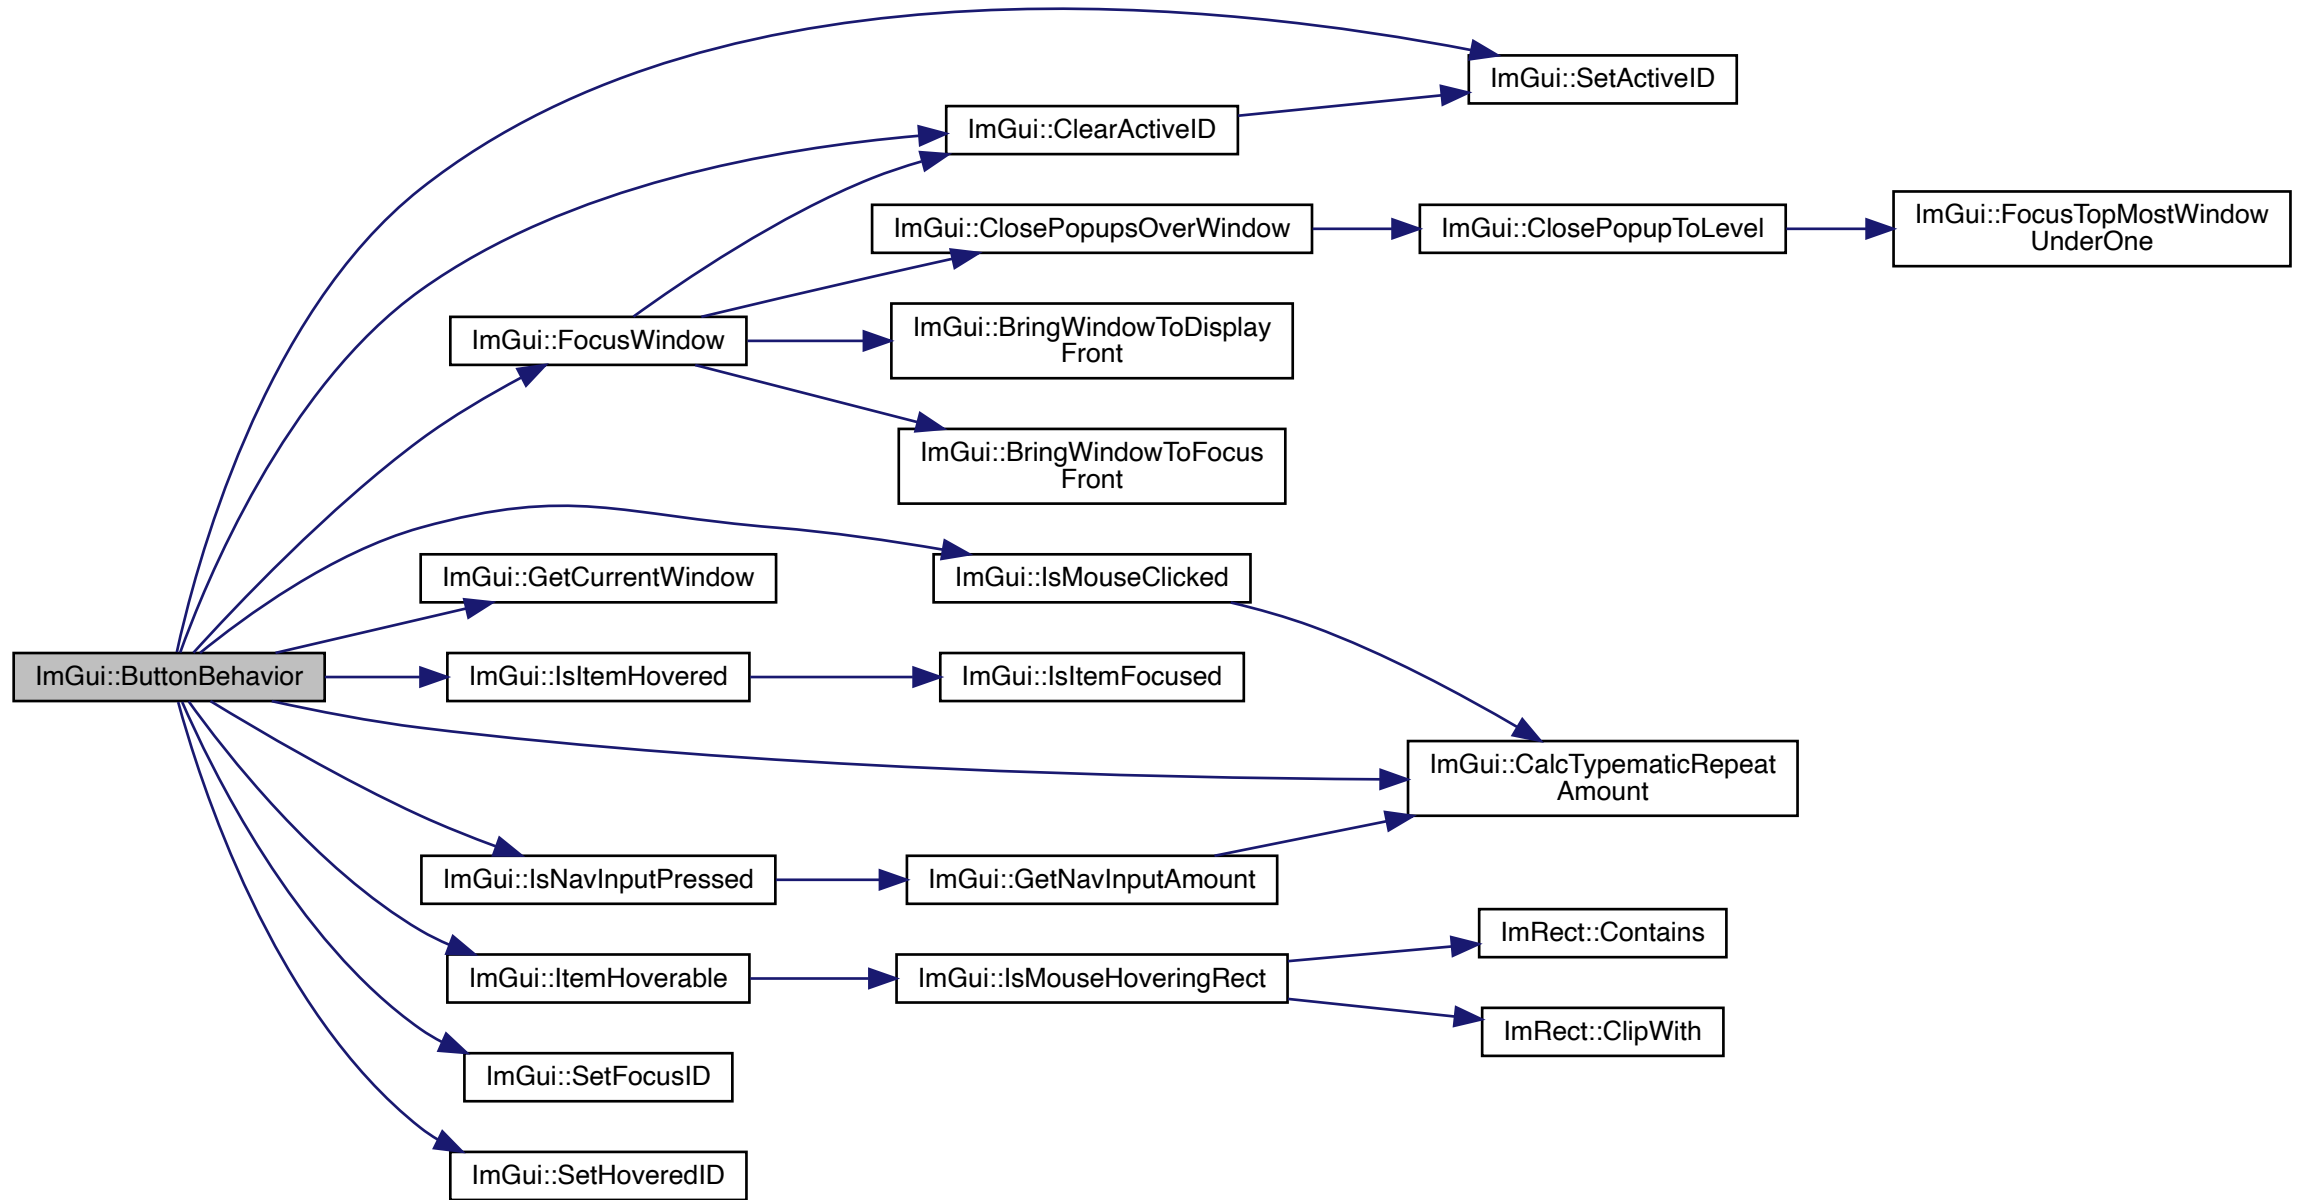 ImGui::SetActiveID
ImGui::ClearActiveID
ImGui::ClosePopupsOverWindow
ImGui::ClosePopupToLevel
ImGui::FocusTopMostWindow
UnderOne
ImGui::FocusWindow
ImGui::BringWindowToDisplay
Front
ImGui::BringWindowToFocus
Front
ImGui::GetCurrentWindow
ImGui::IsMouseClicked
ImGui::ButtonBehavior
ImGui::IsItemHovered
ImGui::IsItemFocused
ImGui::CalcTypematicRepeat
Amount
ImGui::IsNavInputPressed
ImGui::GetNavInputAmount
ImRect::Contains
ImGui::ItemHoverable
ImGui::IsMouseHoveringRect
ImRect::ClipWith
ImGui::SetFocusID
ImGui::SetHoveredID